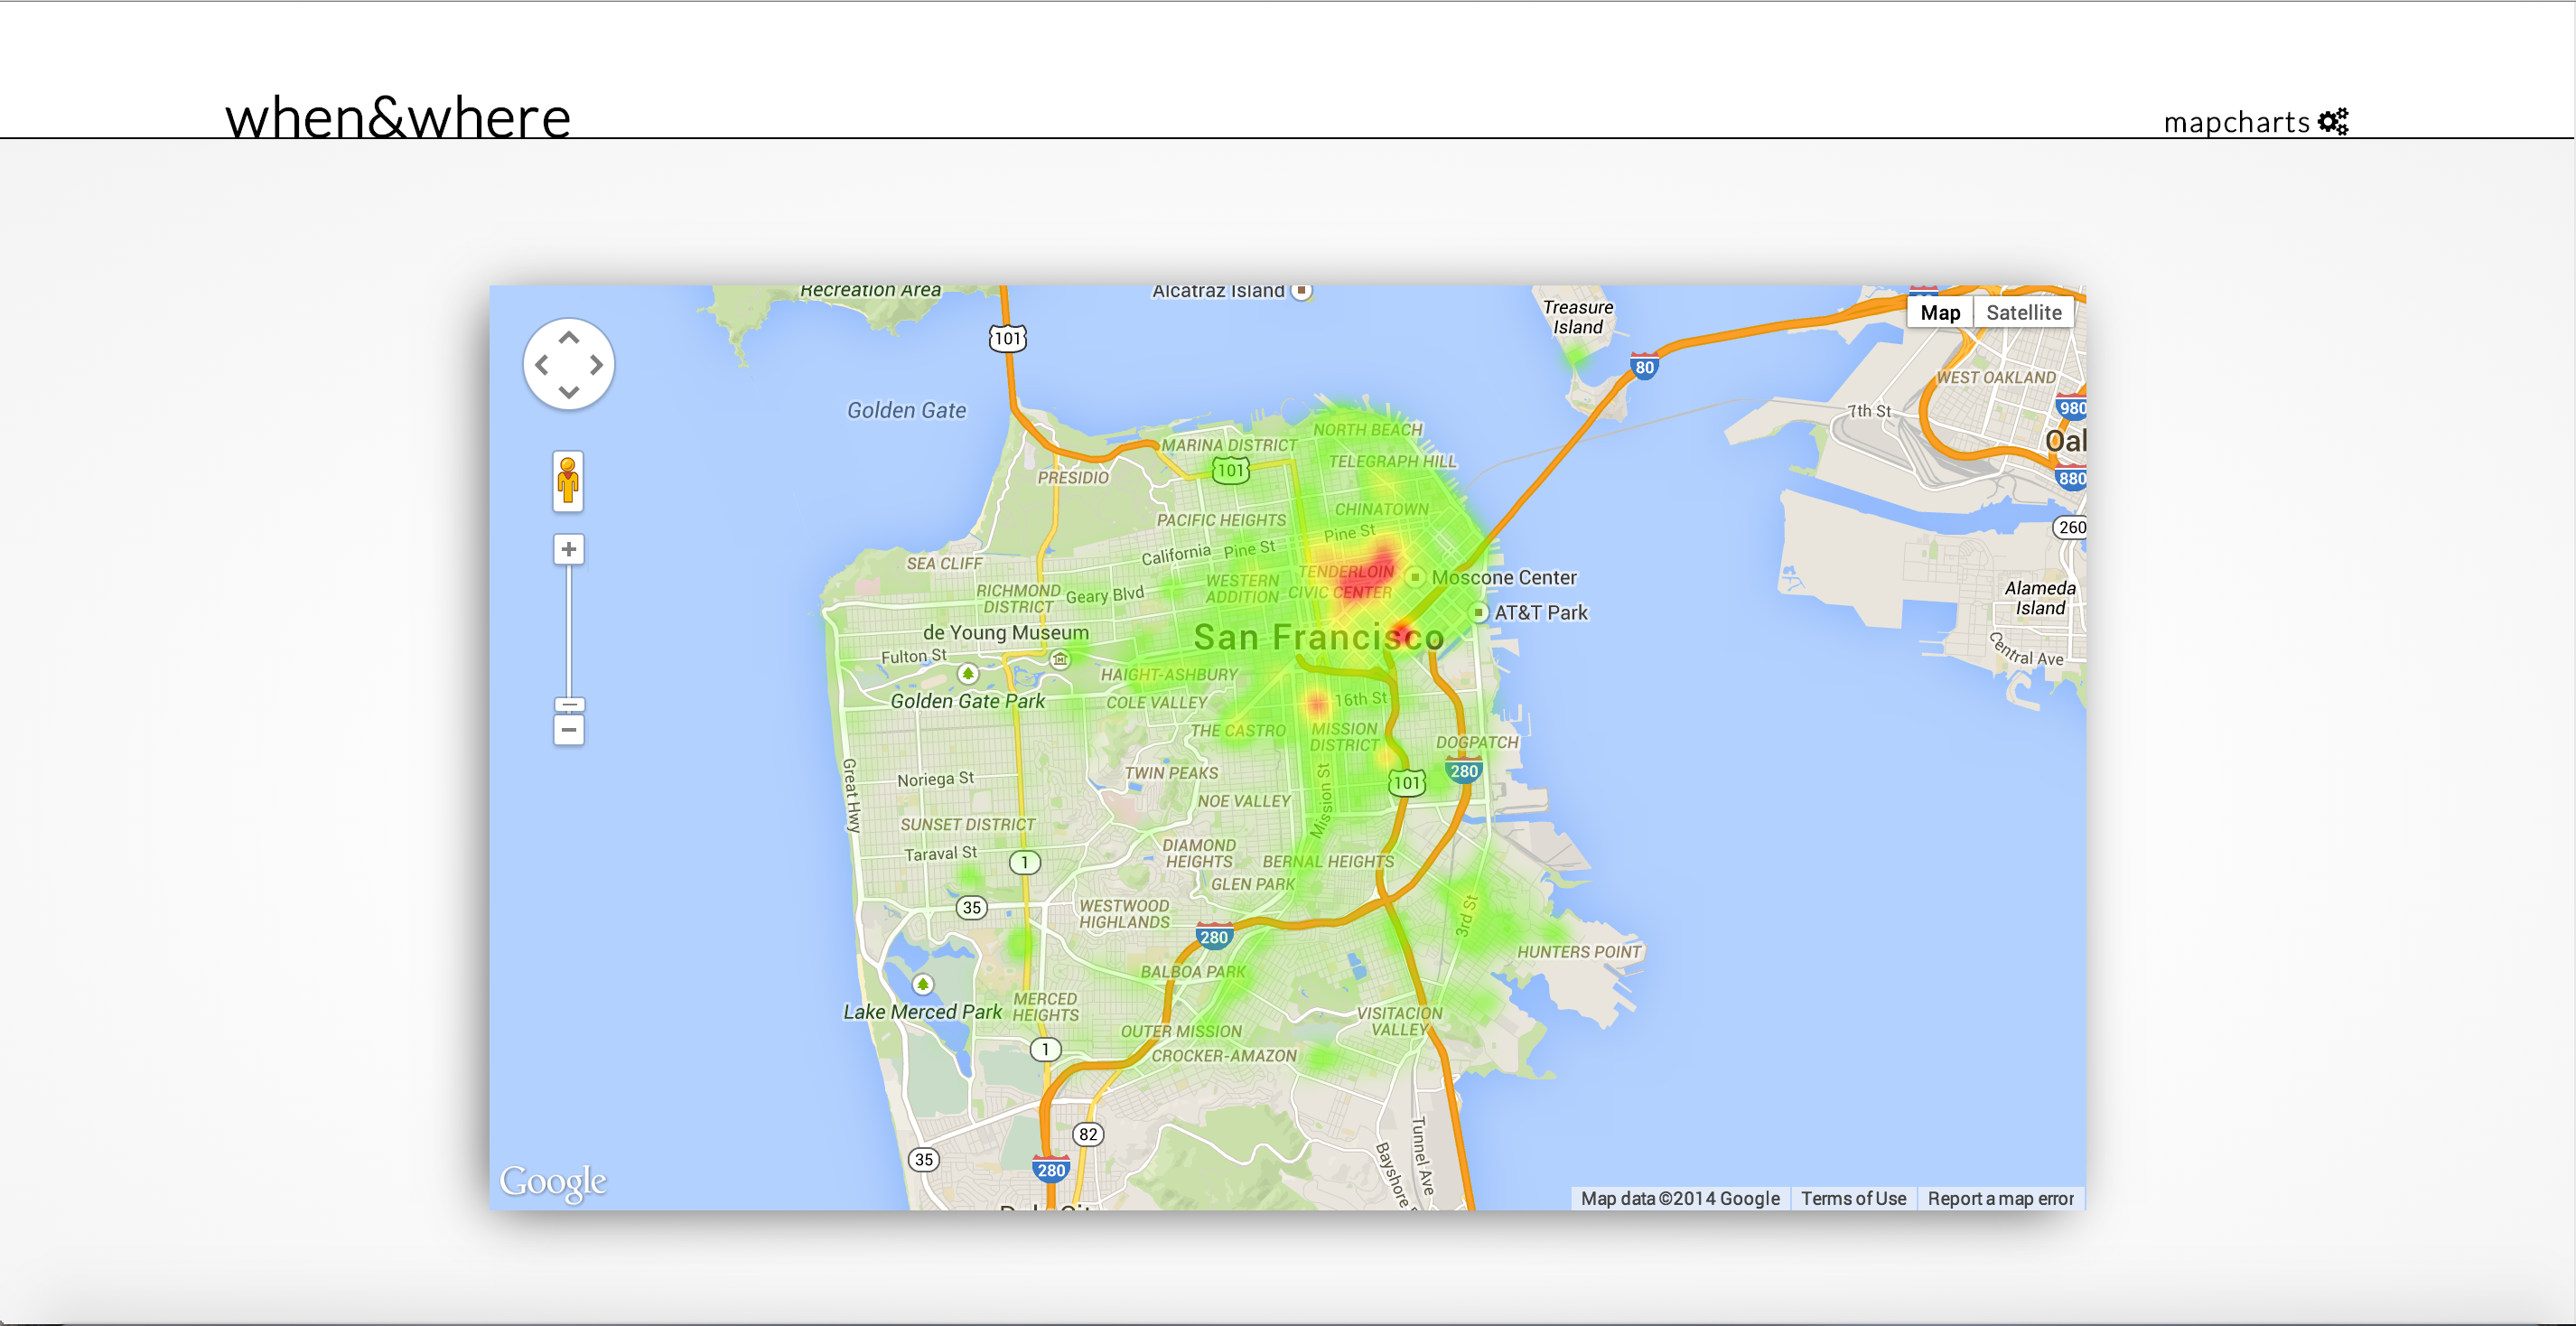 when&where
mapcharts
Recreation Area
Alcatraz Island
Treasure
Island
Map
Satellite
101
80
WEST OAKLAND
7th St
980
Golden Gate
Oal
880
MARINA DISTRICT
NORTH BEACH
TELEGRAPH HILL
101
PRESIDIO
CHINATOWN
PACIFIC HEIGHTS
Pine St
260
California
Pine St
SEA CLIFF
TENDERLOIN
Moscone Center
RICHMOND
DISTRICT
Geary Blvd
WESTERN
ADDITION
CIVIC CENTER
Alameda
Island
AT&T Park
de Young Museum
San Francisco
Central Ave
Fulton St
HAIGHT-ASHBURY
Golden Gate Park
COLE VALLEY
16th St
THE CASTRO
MISSION
DISTRICT
DOGPATCH
Great Hwy
Noriega St
TWIN PEAKS
101
280
NOE VALLEY
Mission St
SUNSET DISTRICT
Taraval St
1
DIAMOND
HEIGHTS
BERNAL HEIGHTS
GLEN PARK
35
WESTWOOD
HIGHLANDS
3rd St
280
HUNTERS POINT
BALBOA PARK
Lake Merced Park
MERCED
HEIGHTS
VISITACION
VALLEY
OUTER MISSION
1
CROCKER-AMAZON
82
Tunnel Ave
Bayshore
35
280
Google
Map data ©2014 Google
Terms of Use
Report a map error